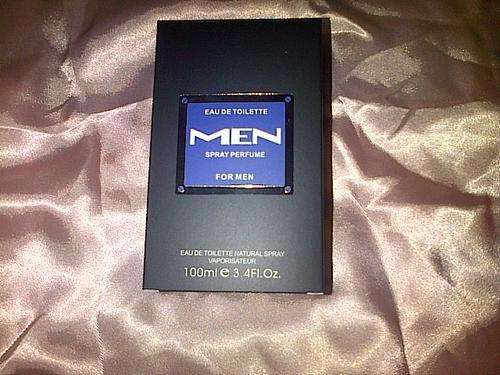 EAU DE TOILETTE
MEN
SPRAY PERFUME
FOR MEN
EAU DE TOILETTE NATURAL SPRAY
VAPORISATEUR
100ml e 3.4Fl.Oz.